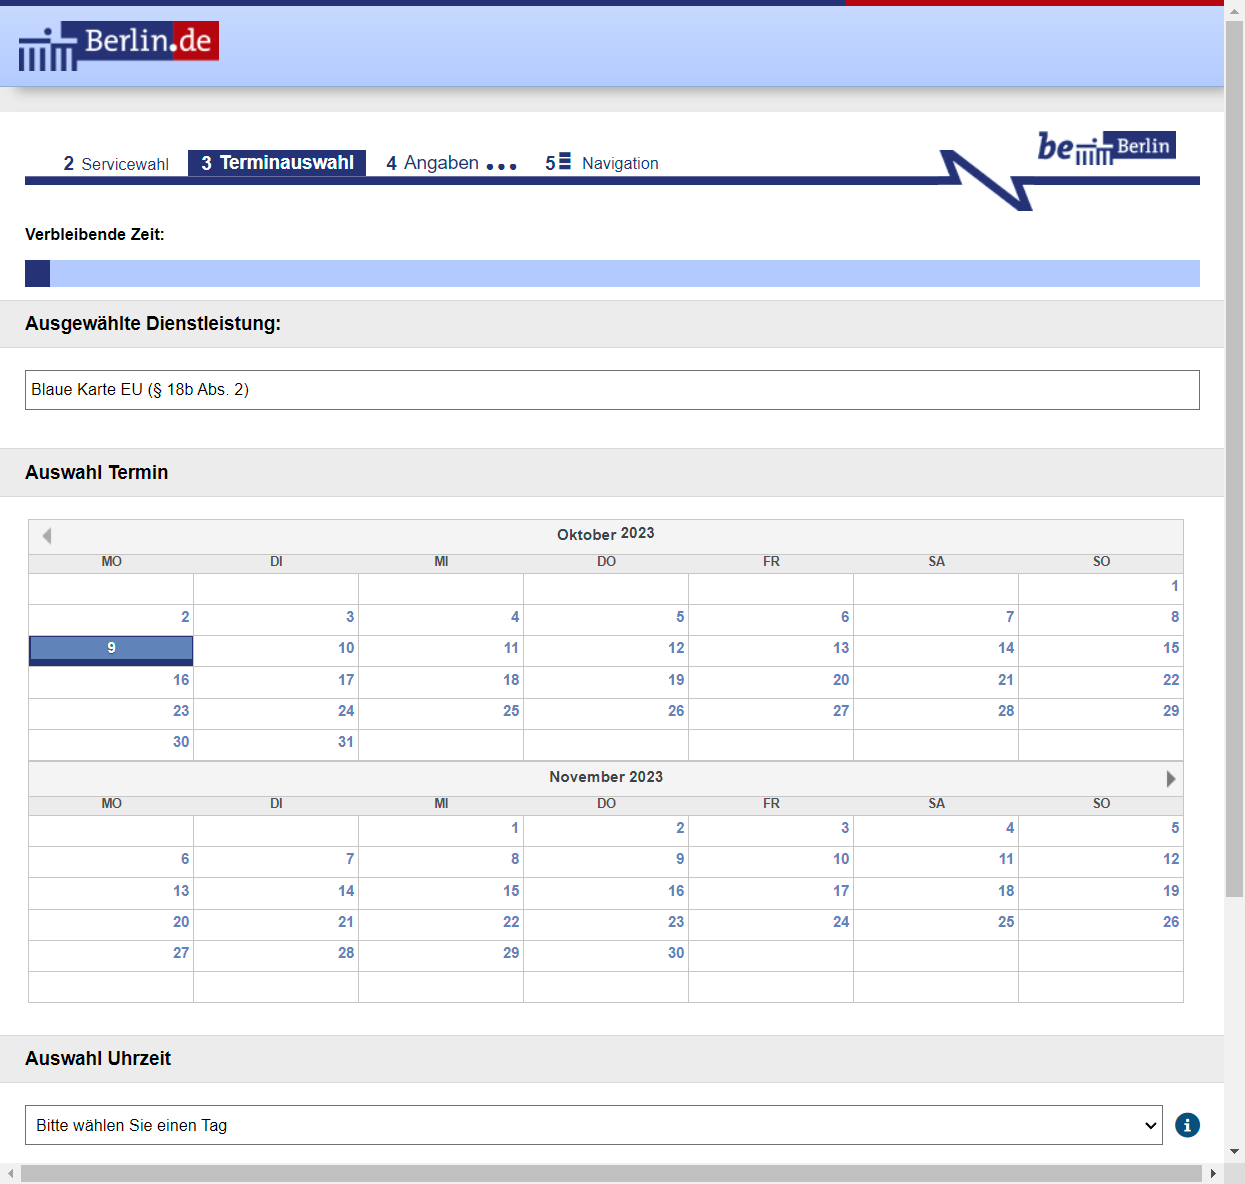 Berlin.de
be Berlin
2 Servicewahl 3 Terminauswahl 4 Angaben ... 5 Navigation
Verbleibende Zeit:
Ausgewählte Dienstleistung:
Blaue Karte EU (§ 18b Abs. 2)
Auswahl Termin
Oktober 2023
MO DI MI DO FR SA SO
1
2 3 4 5 6 7 8
9 10 11 12 13 14 15
16 17 18 19 20 21 22
23 24 25 26 27 28 29
30 31
November 2023
MO DI MI DO FR SA SO
1 2 3 4 5
6 7 8 9 10 11 12
13 14 15 16 17 18 19
20 21 22 23 24 25 26
27 28 29 30
Auswahl Uhrzeit
Bitte wählen Sie einen Tag